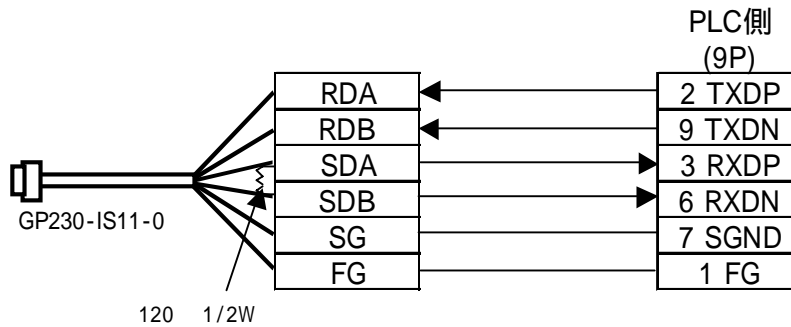 PLC側
(9P)
RDA 2 TXDP
RDB 9 TXDN
SDA 3 RXDP
SDB 6 RXDN
SG 7 SGND
FG 1 FG
GP230-IS11-0
120 1/2W